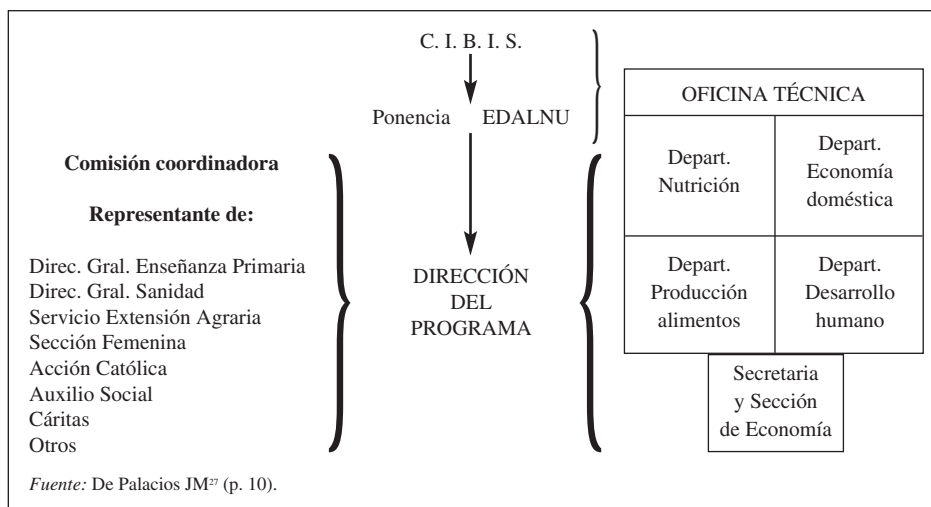 C. I. B. I. S.
Ponencia EDALNU
Comisión coordinadora
Representante de:
Direc. Gral. Enseñanza Primaria
Direc. Gral. Sanidad
Servicio Extensión Agraria
Sección Femenina
Acción Católica
Auxilio Social
Cáritas
Otros
DIRECCIÓN
DEL
PROGRAMA
OFICINA TÉCNICA
Depart.
Nutrición
Depart.
Economía
doméstica
Depart.
Producción
alimentos
Depart.
Desarrollo
humano
Secretaria
y Sección
de Economía
Fuente: De Palacios JM²⁷ (p. 10).